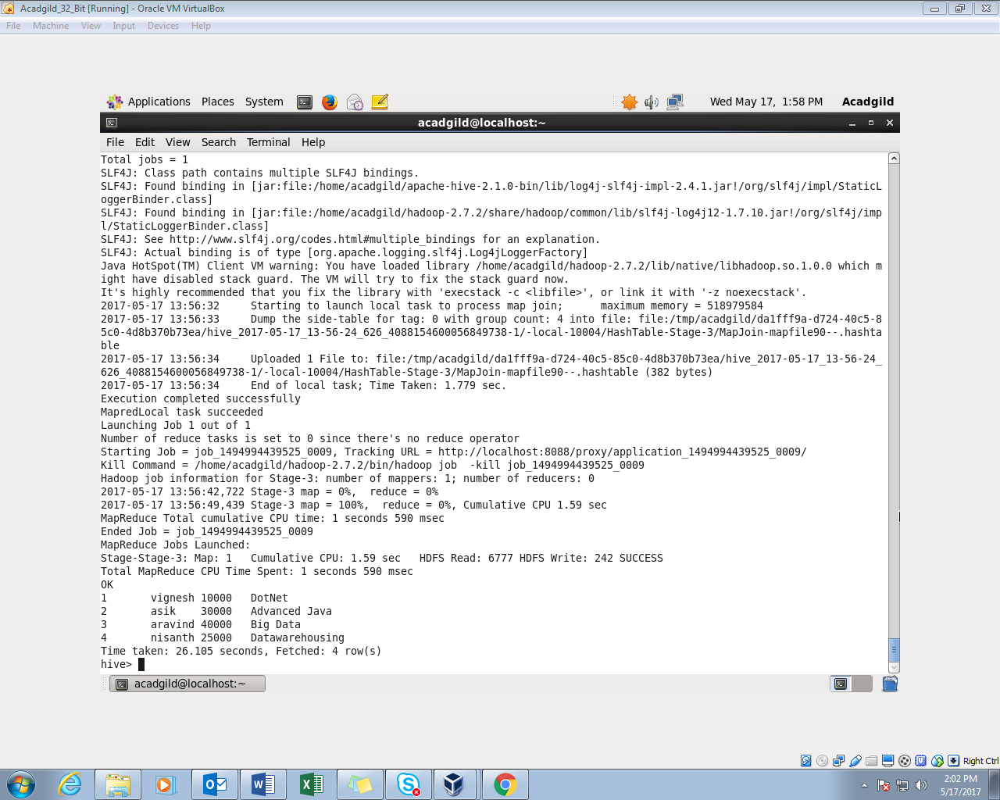 Acadgild_32_Bit [Running] - Oracle VM VirtualBox
File Machine View Input Devices Help
Applications Places System Wed May 17, 1:58 PM Acadgild
acadgild@localhost:~
File Edit View Search Terminal Help
Total jobs = 1
SLF4J: Class path contains multiple SLF4J bindings.
SLF4J: Found binding in [jar:file:/home/acadgild/apache-hive-2.1.0-bin/lib/log4j-slf4j-impl-2.4.1.jar!/org/slf4j/impl/StaticL
oggerBinder.class]
SLF4J: Found binding in [jar:file:/home/acadgild/hadoop-2.7.2/share/hadoop/common/lib/slf4j-log4j12-1.7.10.jar!/org/slf4j/imp
l/StaticLoggerBinder.class]
SLF4J: See http://www.slf4j.org/codes.html#multiple_bindings for an explanation.
SLF4J: Actual binding is of type [org.apache.logging.slf4j.Log4jLoggerFactory]
Java HotSpot(TM) Client VM warning: You have loaded library /home/acadgild/hadoop-2.7.2/lib/native/libhadoop.so.1.0.0 which m
ight have disabled stack guard. The VM will try to fix the stack guard now.
It's highly recommended that you fix the library with 'execstack -c <libfile>', or link it with '-z noexecstack'.
2017-05-17 13:56:32     Starting to launch local task to process map join;      maximum memory = 518979584
2017-05-17 13:56:33     Dump the side-table for tag: 0 with group count: 4 into file: file:/tmp/acadgild/da1fff9a-d724-40c5-8
5c0-4d8b370b73ea/hive_2017-05-17_13-56-24_626_4088154600056849738-1/-local-10004/HashTable-Stage-3/MapJoin-mapfile90--.hashta
ble
2017-05-17 13:56:34     Uploaded 1 File to: file:/tmp/acadgild/da1fff9a-d724-40c5-85c0-4d8b370b73ea/hive_2017-05-17_13-56-24_
626_4088154600056849738-1/-local-10004/HashTable-Stage-3/MapJoin-mapfile90--.hashtable (382 bytes)
2017-05-17 13:56:34     End of local task; Time Taken: 1.779 sec.
Execution completed successfully
MapredLocal task succeeded
Launching Job 1 out of 1
Number of reduce tasks is set to 0 since there's no reduce operator
Starting Job = job_1494994439525_0009, Tracking URL = http://localhost:8088/proxy/application_1494994439525_0009/
Kill Command = /home/acadgild/hadoop-2.7.2/bin/hadoop job  -kill job_1494994439525_0009
Hadoop job information for Stage-3: number of mappers: 1; number of reducers: 0
2017-05-17 13:56:42,722 Stage-3 map = 0%,  reduce = 0%
2017-05-17 13:56:49,439 Stage-3 map = 100%,  reduce = 0%, Cumulative CPU 1.59 sec
MapReduce Total cumulative CPU time: 1 seconds 590 msec
Ended Job = job_1494994439525_0009
MapReduce Jobs Launched:
Stage-Stage-3: Map: 1   Cumulative CPU: 1.59 sec   HDFS Read: 6777 HDFS Write: 242 SUCCESS
Total MapReduce CPU Time Spent: 1 seconds 590 msec
OK
1       vignesh 10000   DotNet
2       asik    30000   Advanced Java
3       aravind 40000   Big Data
4       nisanth 25000   Datawarehousing
Time taken: 26.105 seconds, Fetched: 4 row(s)
hive>
acadgild@localhost:~
Right Ctrl
2:02 PM
5/17/2017